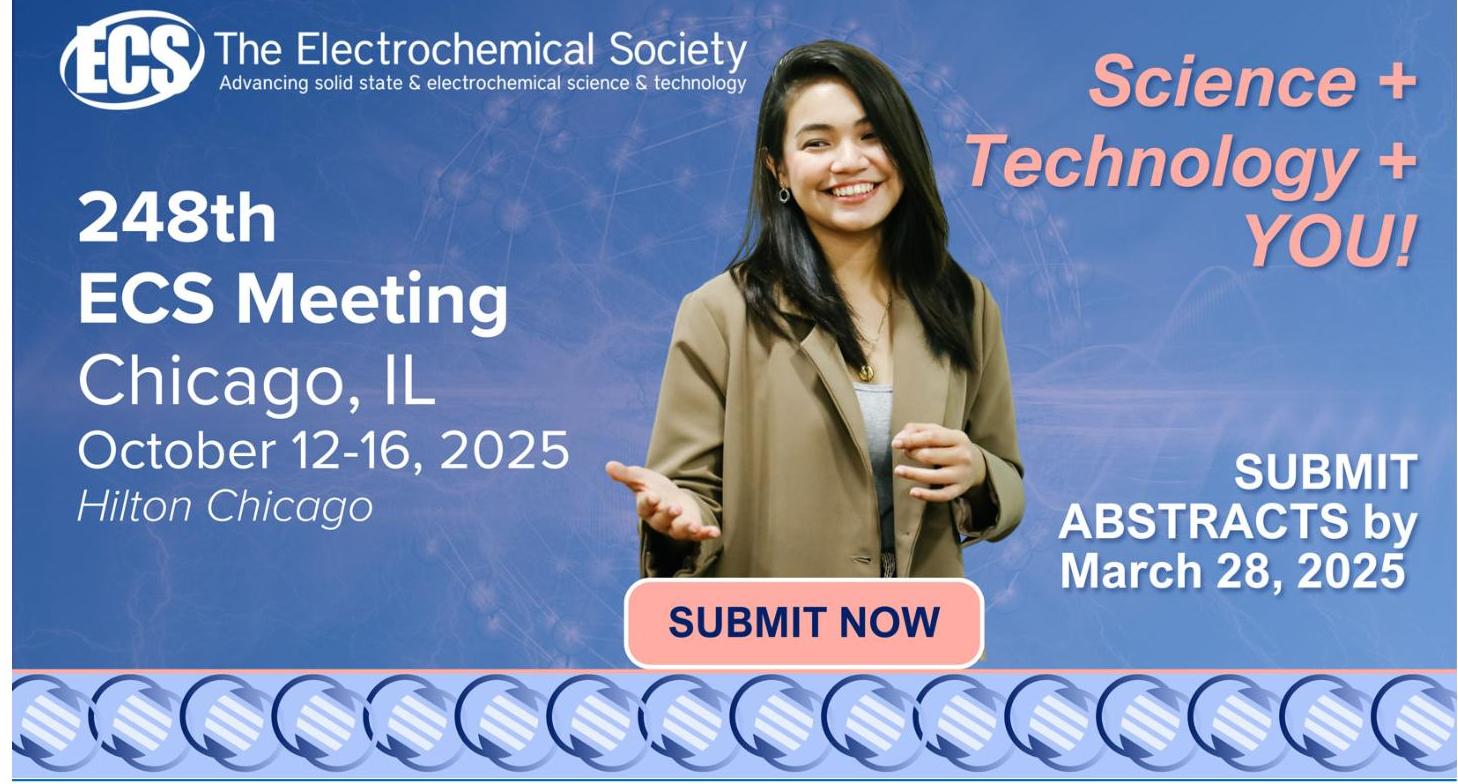 ECS The Electrochemical Society
Advancing solid state & electrochemical science & technology
248th
ECS Meeting
Chicago, IL
October 12-16, 2025
Hilton Chicago
Science +
Technology +
YOU!
SUBMIT
ABSTRACTS by
March 28, 2025
SUBMIT NOW